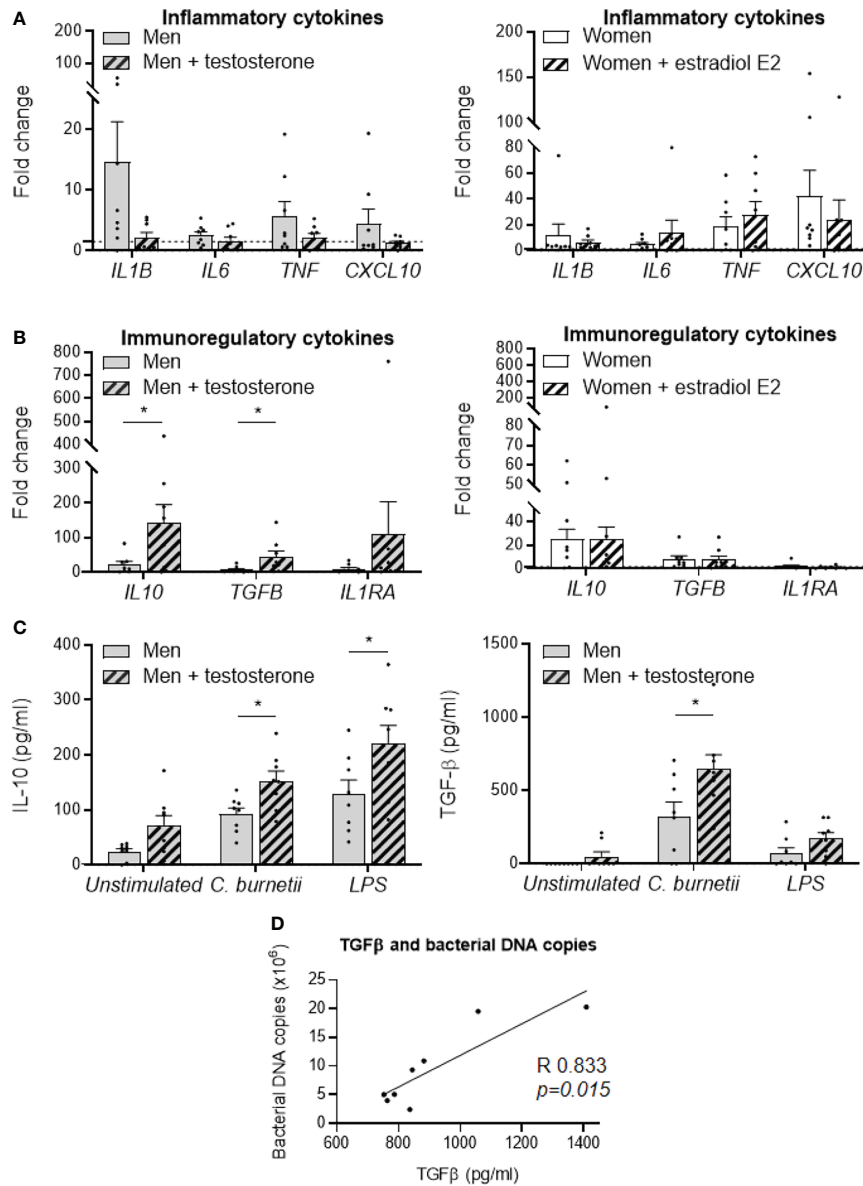 A
Inflammatory cytokines
Men
Men + testosterone
Fold change
200
100
20
10
0
IL1B IL6 TNF CXCL10
Inflammatory cytokines
Women
Women + estradiol E2
Fold change
200
150
100
80
60
40
20
0
IL1B IL6 TNF CXCL10
B
Immunoregulatory cytokines
Men
Men + testosterone
Fold change
800
700
600
500
400
300
200
100
0
* *
IL10 TGFB IL1RA
Immunoregulatory cytokines
Women
Women + estradiol E2
Fold change
800
600
400
200
80
60
50
40
20
0
IL10 TGFB IL1RA
C
Men
Men + testosterone
IL-10 (pg/ml)
400
300
200
100
0
* *
Unstimulated C. burnetii LPS
Men
Men + testosterone
TGF-β (pg/ml)
1500
1000
500
0
*
Unstimulated C. burnetii LPS
D
TGFβ and bacterial DNA copies
Bacterial DNA copies (x10⁶)
25
20
15
10
5
0
R 0.833
p=0.015
600 800 1000 1200 1400
TGFβ (pg/ml)